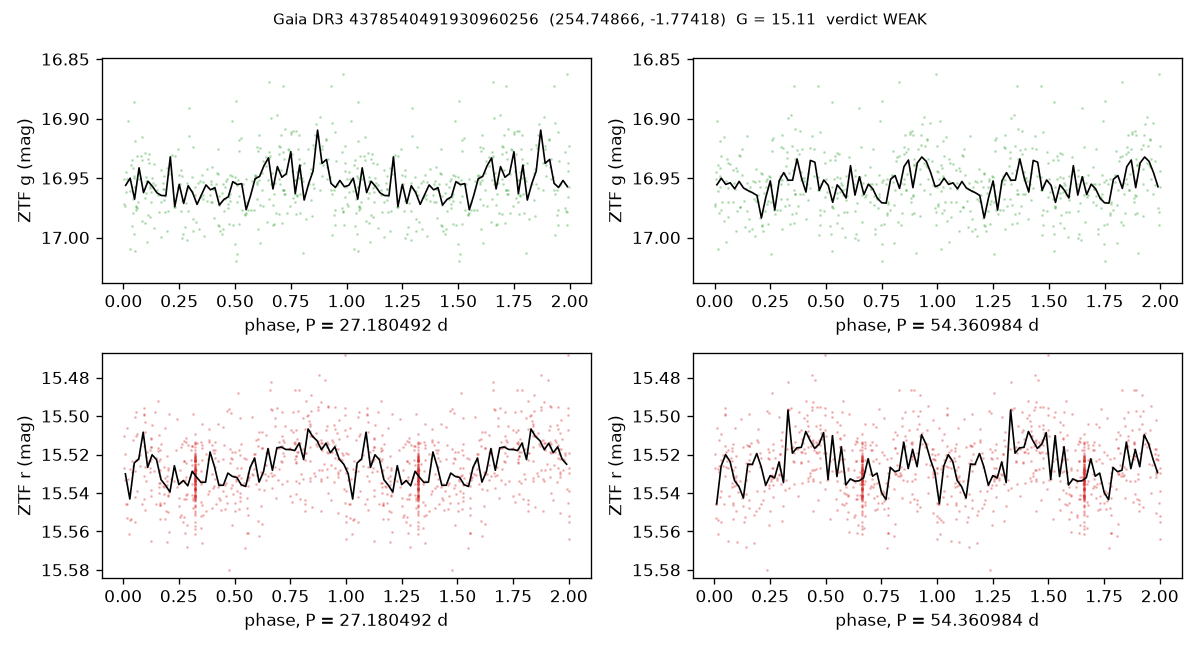 Gaia DR3 4378540491930960256  (254.74866, -1.77418)  G = 15.11  verdict WEAK
ZTF g (mag)
16.85
16.90
16.95
17.00
0.00 0.25 0.50 0.75 1.00 1.25 1.50 1.75 2.00
phase, P = 27.180492 d
ZTF g (mag)
16.85
16.90
16.95
17.00
0.00 0.25 0.50 0.75 1.00 1.25 1.50 1.75 2.00
phase, P = 54.360984 d
ZTF r (mag)
15.48
15.50
15.52
15.54
15.56
15.58
0.00 0.25 0.50 0.75 1.00 1.25 1.50 1.75 2.00
phase, P = 27.180492 d
ZTF r (mag)
15.48
15.50
15.52
15.54
15.56
15.58
0.00 0.25 0.50 0.75 1.00 1.25 1.50 1.75 2.00
phase, P = 54.360984 d